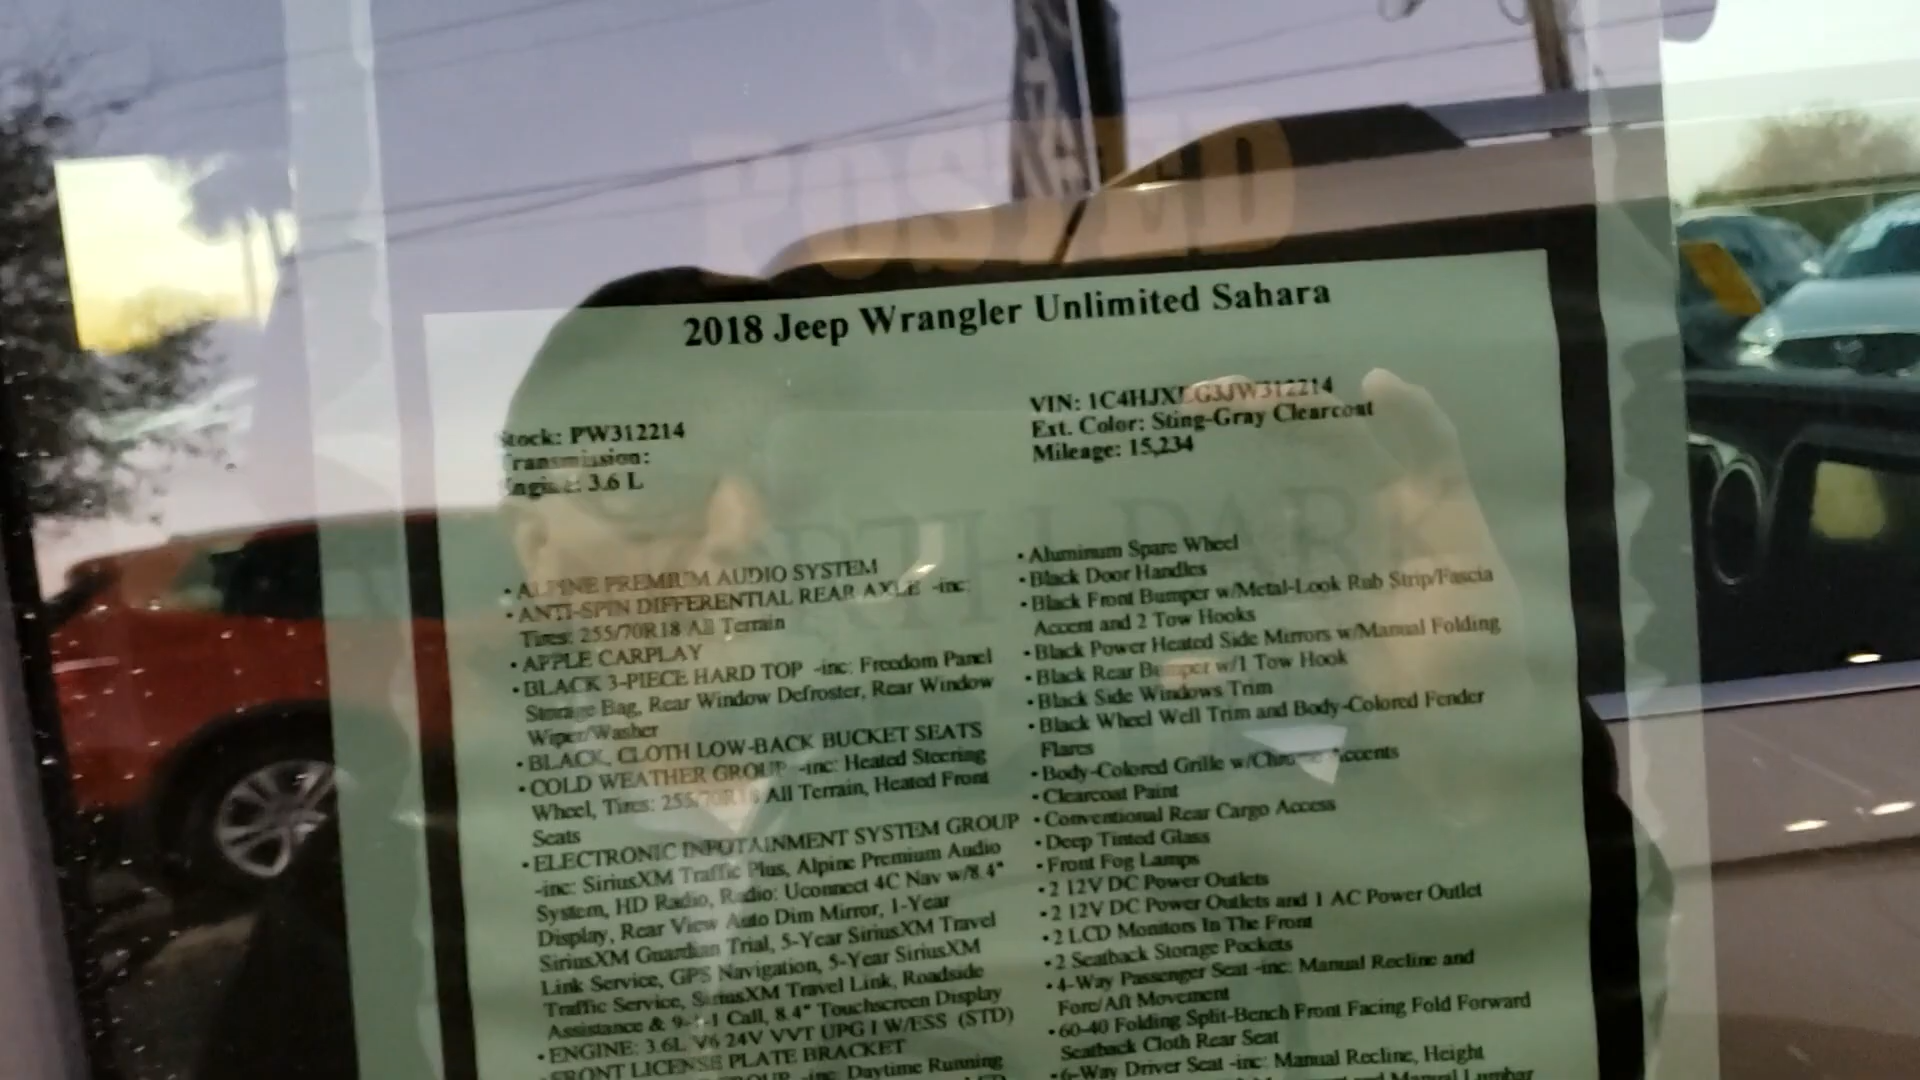 POSTED
2018 Jeep Wrangler Unlimited Sahara
Stock: PW312214
Transmission:
Engine: 3.6 L
VIN: 1C4HJXEG3JW312214
Ext. Color: Sting-Gray Clearcoat
Mileage: 15,234
• ALPINE PREMIUM AUDIO SYSTEM
• ANTI-SPIN DIFFERENTIAL REAR AXLE -inc:
Tires: 255/70R18 All Terrain
• APPLE CARPLAY
• BLACK 3-PIECE HARD TOP -inc: Freedom Panel
Storage Bag, Rear Window Defroster, Rear Window
Wiper/Washer
• BLACK, CLOTH LOW-BACK BUCKET SEATS
• COLD WEATHER GROUP -inc: Heated Steering
Wheel, Tires: 255/70R18 All Terrain, Heated Front
Seats
• ELECTRONIC INFOTAINMENT SYSTEM GROUP
-inc: SiriusXM Traffic Plus, Alpine Premium Audio
System, HD Radio, Radio: Uconnect 4C Nav w/8.4"
Display, Rear View Auto Dim Mirror, 1-Year
SiriusXM Guardian Trial, 5-Year SiriusXM Travel
Link Service, GPS Navigation, 5-Year SiriusXM
Traffic Service, SiriusXM Travel Link, Roadside
Assistance & 9-1-1 Call, 8.4" Touchscreen Display
• ENGINE: 3.6L V6 24V VVT UPG I W/ESS (STD)
• FRONT LICENSE PLATE BRACKET
GROUP -inc: Daytime Running
• Aluminum Spare Wheel
• Black Door Handles
• Black Front Bumper w/Metal-Look Rub Strip/Fascia
Accent and 2 Tow Hooks
• Black Power Heated Side Mirrors w/Manual Folding
• Black Rear Bumper w/1 Tow Hook
• Black Side Windows Trim
• Black Wheel Well Trim and Body-Colored Fender
Flares
• Body-Colored Grille w/Chrome Accents
• Clearcoat Paint
• Conventional Rear Cargo Access
• Deep Tinted Glass
• Front Fog Lamps
• 2 12V DC Power Outlets
• 2 12V DC Power Outlets and 1 AC Power Outlet
• 2 LCD Monitors In The Front
• 2 Seatback Storage Pockets
• 4-Way Passenger Seat -inc: Manual Recline and
Fore/Aft Movement
• 60-40 Folding Split-Bench Front Facing Fold Forward
Seatback Cloth Rear Seat
• 6-Way Driver Seat -inc: Manual Recline, Height
Manual Lumbar